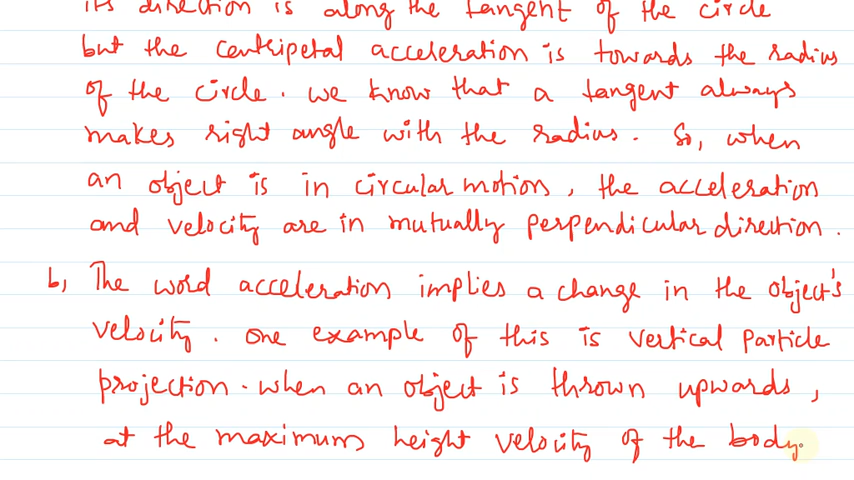 its direction is along the tangent of the circle
but the centripetal acceleration is towards the radius
of the circle. we know that a tangent always
makes right angle with the radius. So, when
an object is in circular motion, the acceleration
and velocity are in mutually perpendicular direction.
b, The word acceleration implies a change in the object's
velocity. One example of this is vertical particle
projection. when an object is thrown upwards,
at the maximum height velocity of the body